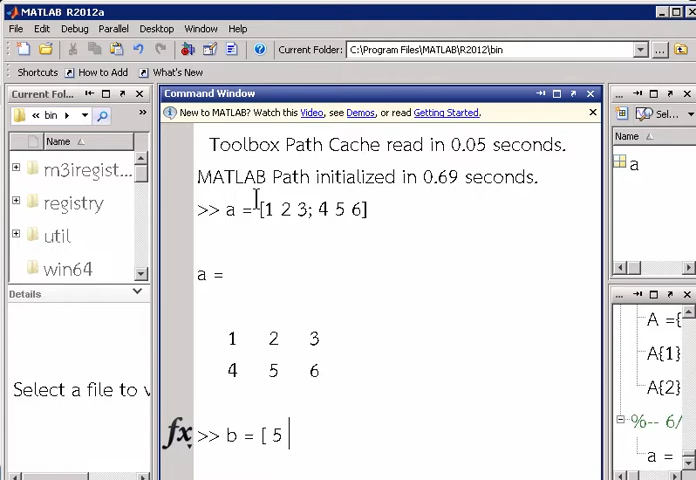 MATLAB R2012a
File Edit Debug Parallel Desktop Window Help
Current Folder: C:\Program Files\MATLAB\R2012\bin
Shortcuts How to Add What's New
Current Fol...
« bin
Name
m3iregist...
registry
util
win64
Details
Select a file to v
Command Window
New to MATLAB? Watch this Video, see Demos, or read Getting Started.
Toolbox Path Cache read in 0.05 seconds.
MATLAB Path initialized in 0.69 seconds.
>> a = [1 2 3; 4 5 6]
a =
1 2 3
4 5 6
fx >> b = [ 5
... 
Sel...
Name
a
...
A ={
A{1}
A{2}
%-- 6/
a =